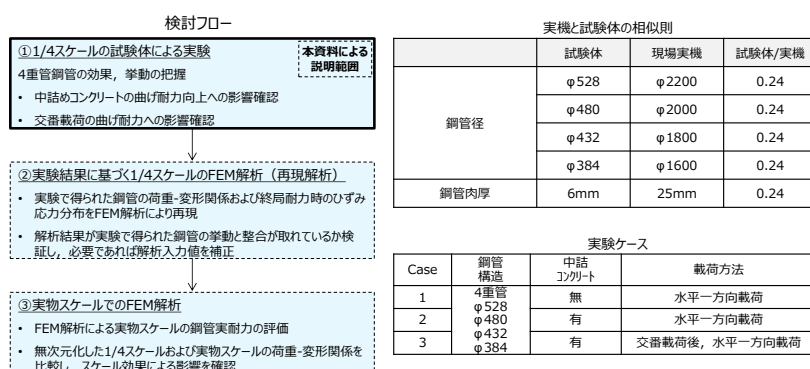 検討フロー
①1/4スケールの試験体による実験
本資料による
説明範囲
4重管鋼管の効果，挙動の把握
• 中詰めコンクリートの曲げ耐力向上への影響確認
• 交番載荷の曲げ耐力への影響確認
②実験結果に基づく1/4スケールのFEM解析（再現解析）
• 実験で得られた鋼管の荷重-変形関係および終局耐力時のひずみ
応力分布をFEM解析により再現
• 解析結果が実験で得られた鋼管の挙動と整合が取れているか検
証し，必要であれば解析入力値を補正
③実物スケールでのFEM解析
• FEM解析による実物スケールの鋼管実耐力の評価
• 無次元化した1/4スケールおよび実物スケールの荷重-変形関係を
比較し，スケール効果による影響を確認
実機と試験体の相似則
試験体 現場実機 試験体/実機
鋼管径
φ528 φ2200 0.24
φ480 φ2000 0.24
φ432 φ1800 0.24
φ384 φ1600 0.24
鋼管肉厚 6mm 25mm 0.24
実験ケース
Case 鋼管構造 中詰コンクリート 載荷方法
4重管
φ528
φ480
φ432
φ384
1 無 水平一方向載荷
2 有 水平一方向載荷
3 有 交番載荷後，水平一方向載荷